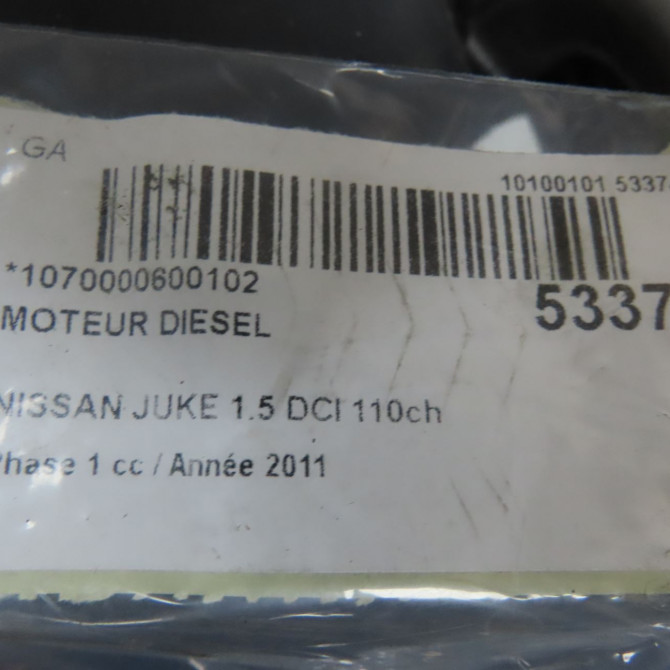 GA
10100101 5337
*1070000600102
5337
MOTEUR DIESEL
NISSAN JUKE 1.5 DCI 110ch
Phase 1 cc / Année 2011